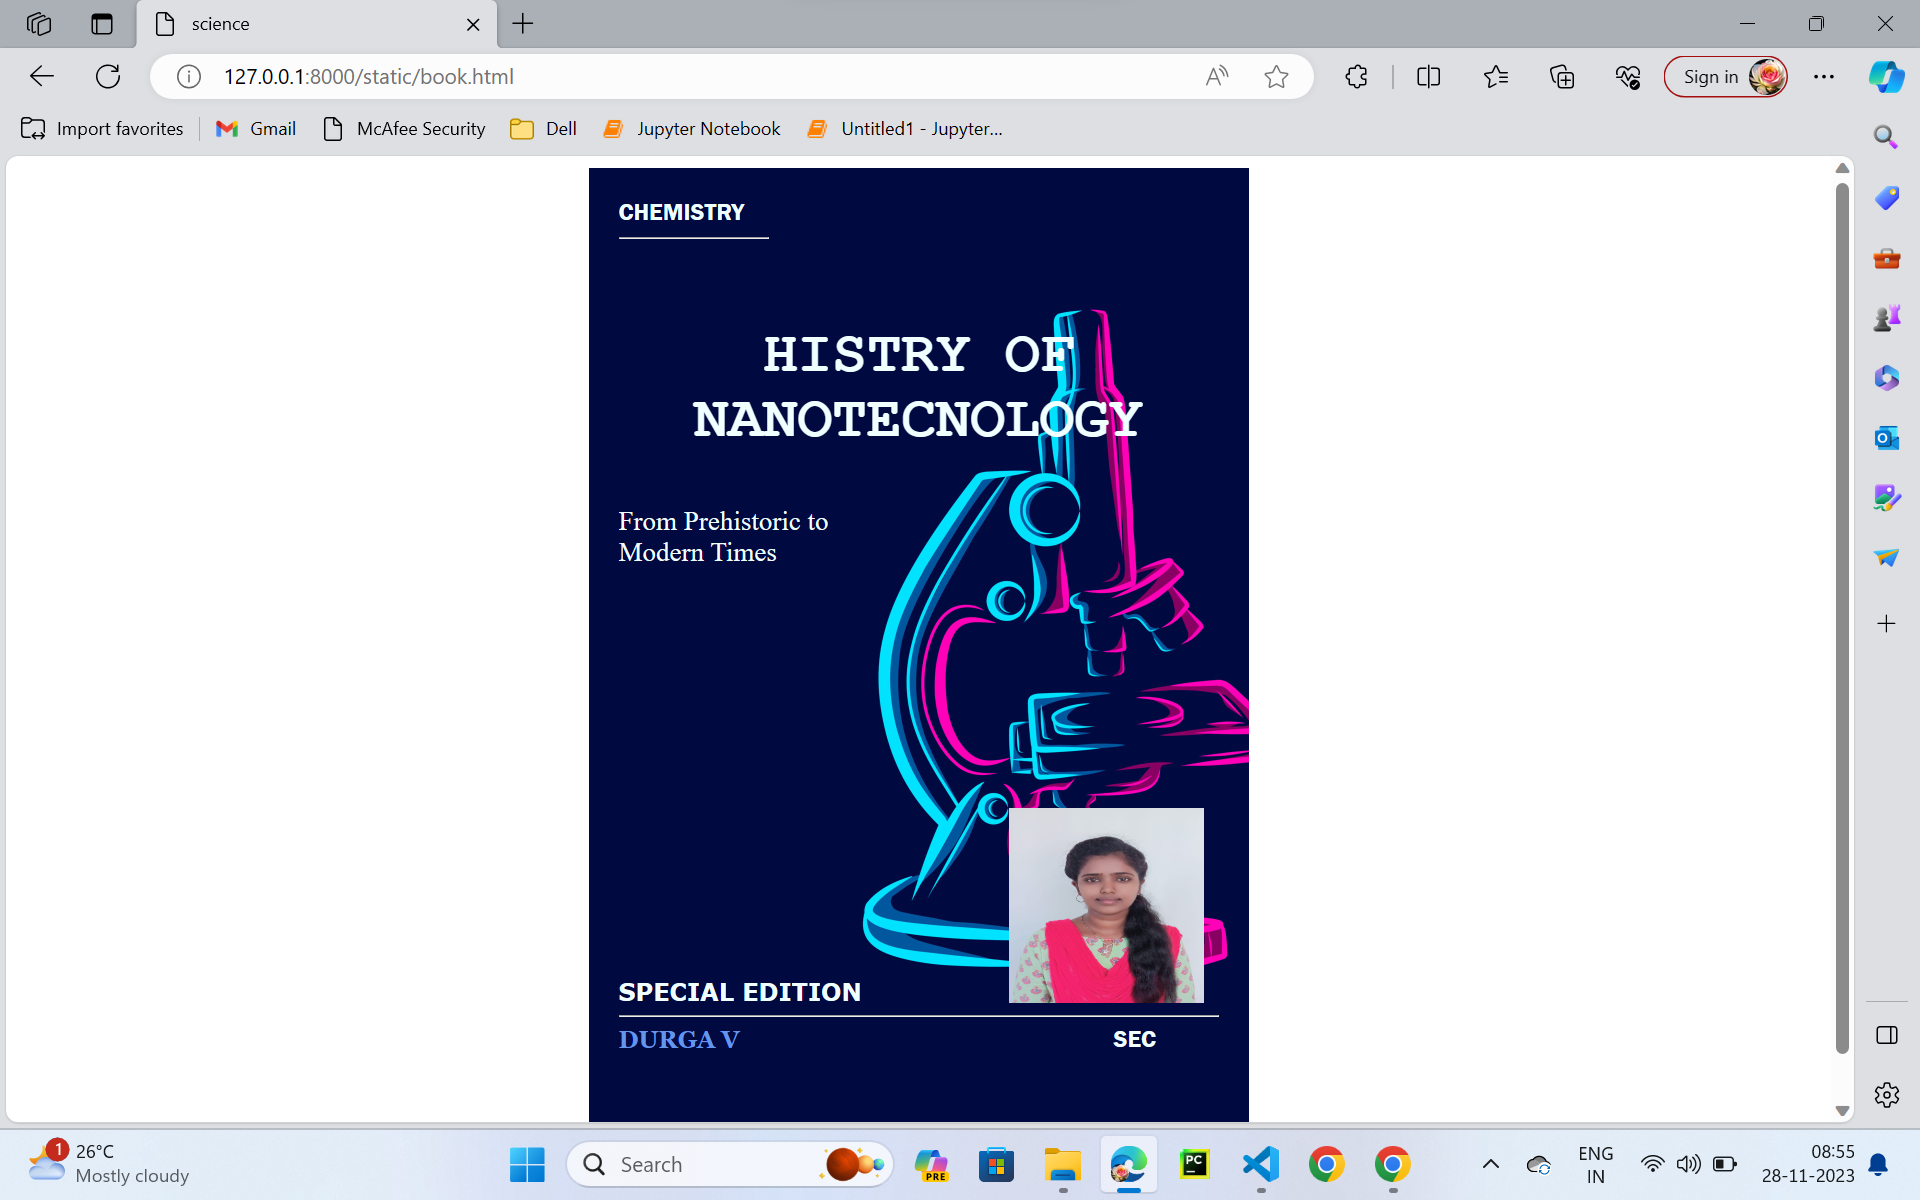 science
127.0.0.1:8000/static/book.html
Sign in
Import favorites
Gmail
McAfee Security
Dell
Jupyter Notebook
Untitled1 - Jupyter...
CHEMISTRY
HISTRY OF
NANOTECNOLOGY
From Prehistoric to
Modern Times
SPECIAL EDITION
DURGA V
SEC
1
26°C
Mostly cloudy
Search
PRE
PC
ENG
IN
08:55
28-11-2023